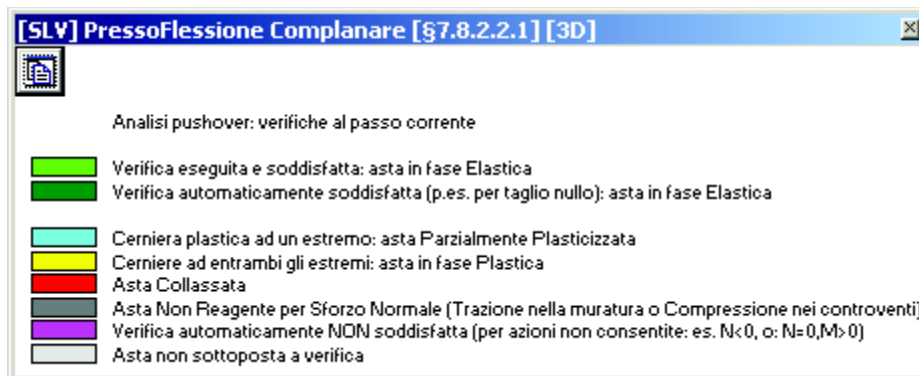 [SLV] PressoFlessione Complanare [§7.8.2.2.1] [3D]
Analisi pushover: verifiche al passo corrente
Verifica eseguita e soddisfatta: asta in fase Elastica
Verifica automaticamente soddisfatta (p.es. per taglio nullo): asta in fase Elastica
Cerniera plastica ad un estremo: asta Parzialmente Plasticizzata
Cerniere ad entrambi gli estremi: asta in fase Plastica
Asta Collassata
Asta Non Reagente per Sforzo Normale (Trazione nella muratura o Compressione nei controventi)
Verifica automaticamente NON soddisfatta (per azioni non consentite: es. N<0, o: N=0,M>0)
Asta non sottoposta a verifica